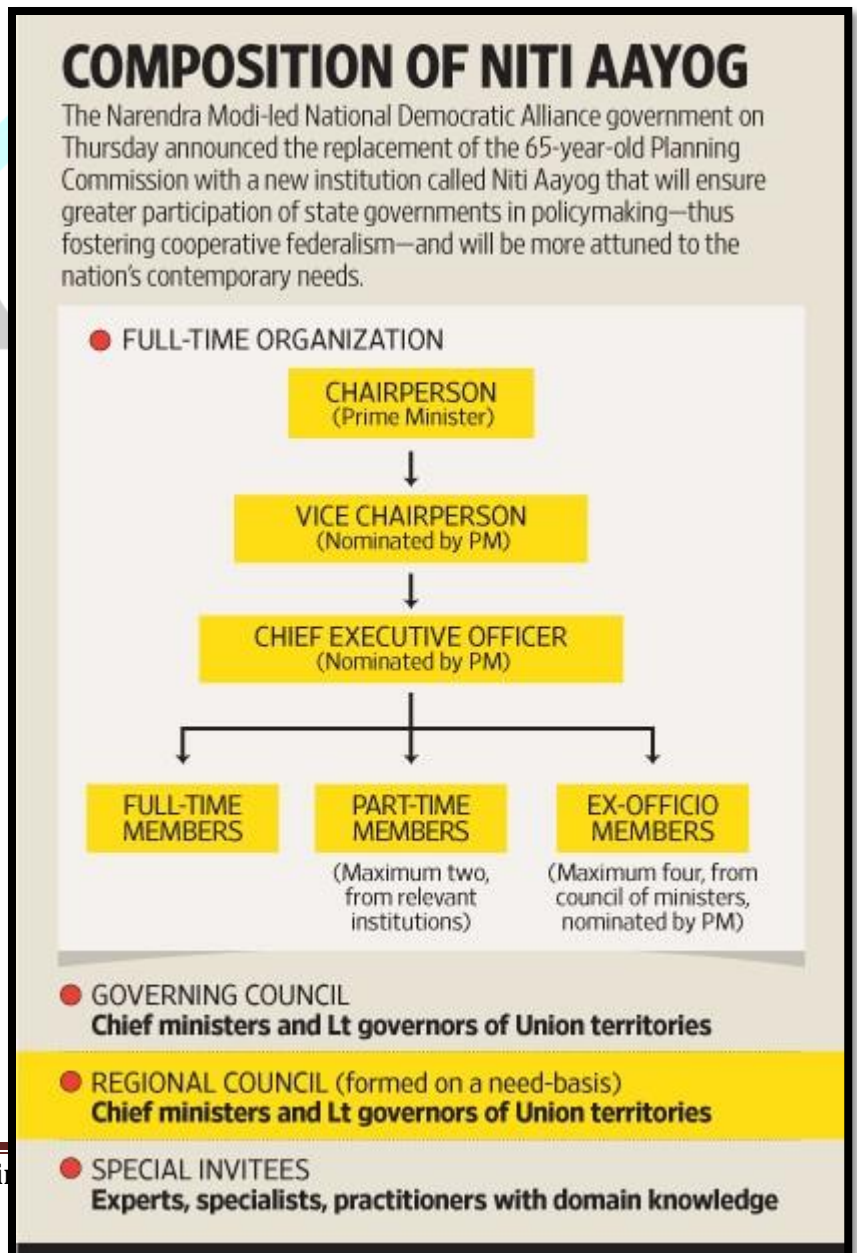 COMPOSITION OF NITI AAYOG
The Narendra Modi-led National Democratic Alliance government on
Thursday announced the replacement of the 65-year-old Planning
Commission with a new institution called Niti Aayog that will ensure
greater participation of state governments in policymaking—thus
fostering cooperative federalism—and will be more attuned to the
nation's contemporary needs.
FULL-TIME ORGANIZATION
CHAIRPERSON
(Prime Minister)
VICE CHAIRPERSON
(Nominated by PM)
CHIEF EXECUTIVE OFFICER
(Nominated by PM)
FULL-TIME
MEMBERS
PART-TIME
MEMBERS
(Maximum two,
from relevant
institutions)
EX-OFFICIO
MEMBERS
(Maximum four, from
council of ministers,
nominated by PM)
GOVERNING COUNCIL
Chief ministers and Lt governors of Union territories
REGIONAL COUNCIL (formed on a need-basis)
Chief ministers and Lt governors of Union territories
SPECIAL INVITEES
Experts, specialists, practitioners with domain knowledge